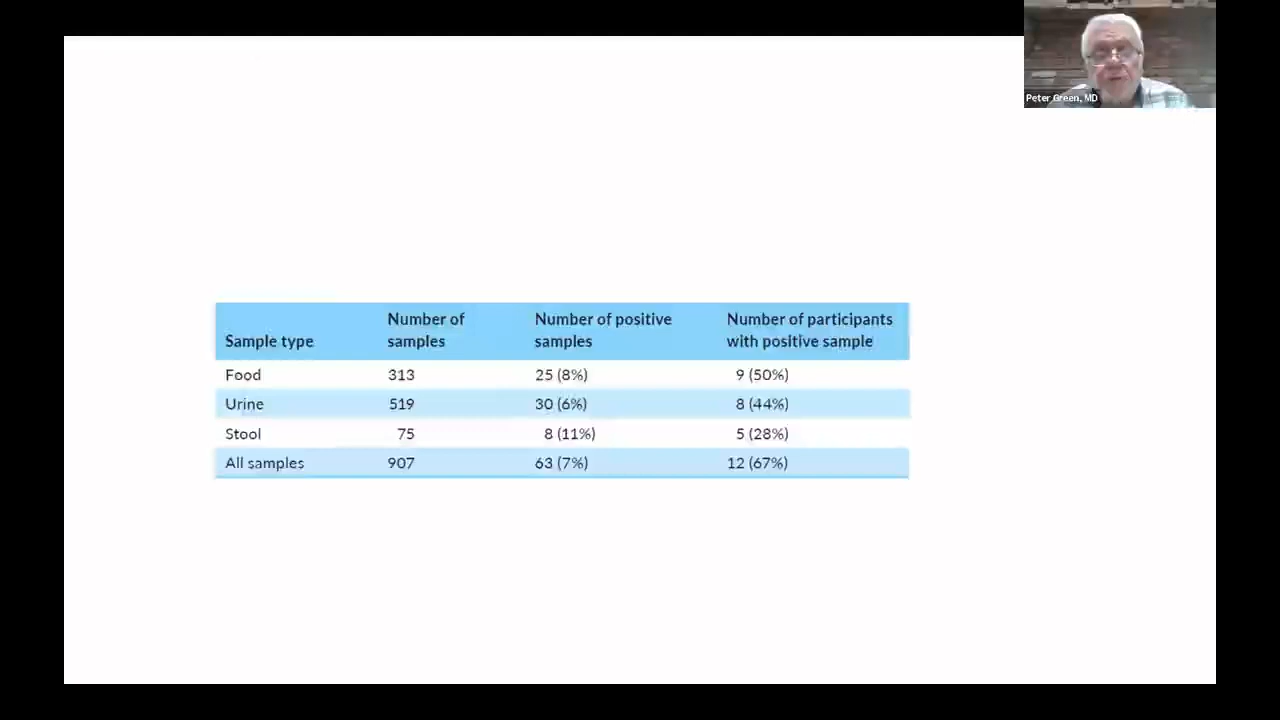 Peter Green, MD
Sample type Number of samples Number of positive samples Number of participants with positive sample
Food 313 25 (8%) 9 (50%)
Urine 519 30 (6%) 8 (44%)
Stool 75 8 (11%) 5 (28%)
All samples 907 63 (7%) 12 (67%)